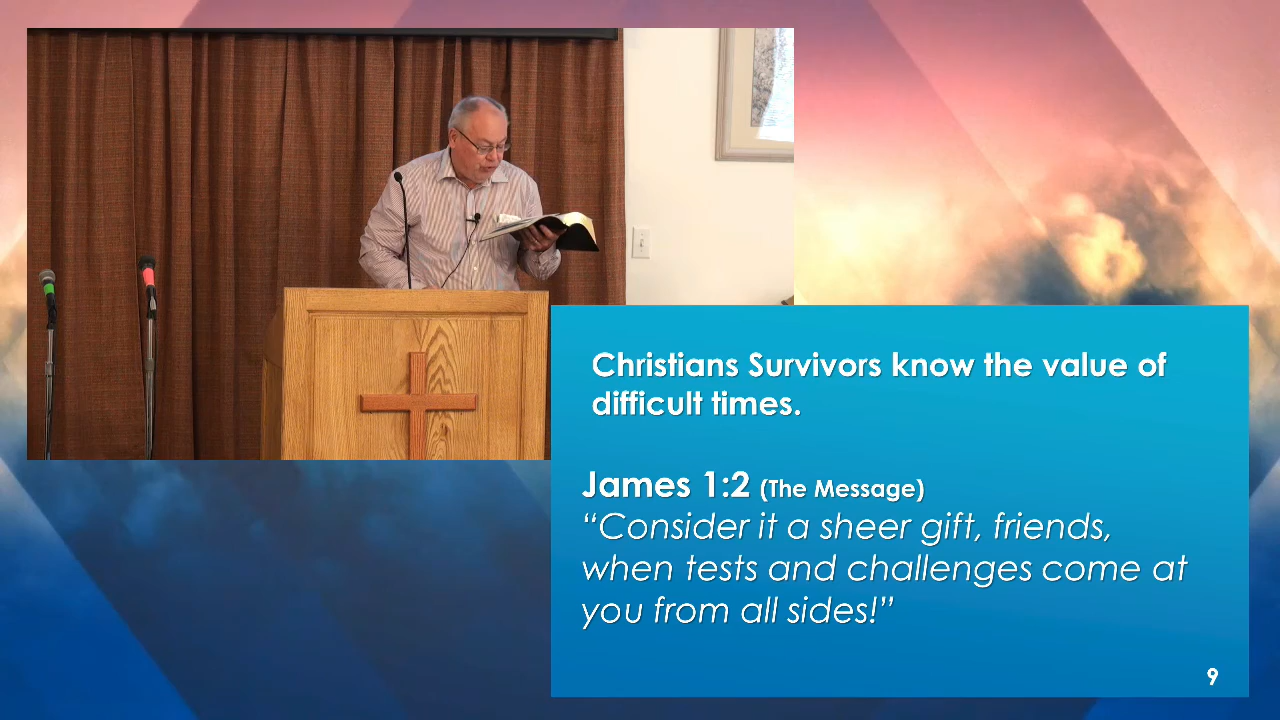 Christians Survivors know the value of
difficult times.
James 1:2 (The Message)
“Consider it a sheer gift, friends,
when tests and challenges come at
you from all sides!”
9